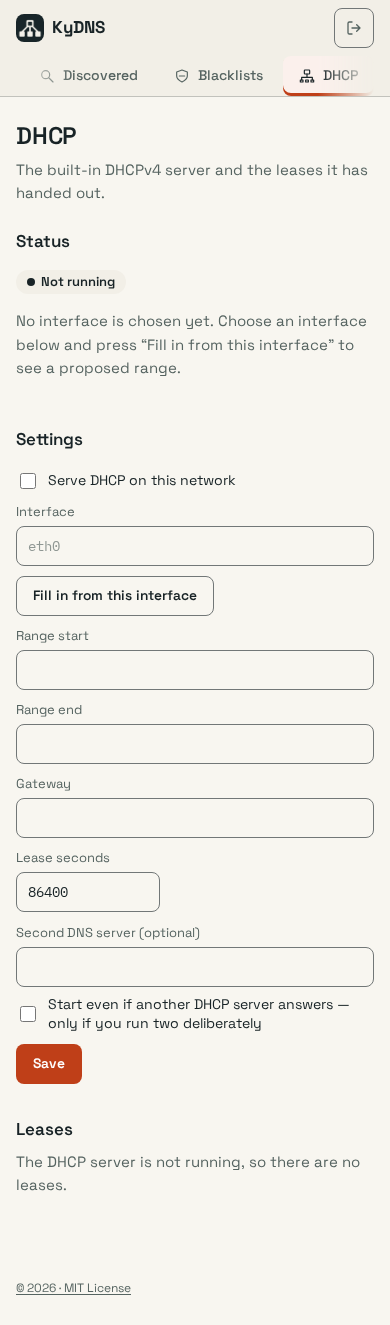 KyDNS
Discovered
Blacklists
DHCP
DHCP
The built-in DHCPv4 server and the leases it has
handed out.
Status
Not running
No interface is chosen yet. Choose an interface
below and press “Fill in from this interface” to
see a proposed range.
Settings
Serve DHCP on this network
Interface
eth0
Fill in from this interface
Range start
Range end
Gateway
Lease seconds
86400
Second DNS server (optional)
Start even if another DHCP server answers —
only if you run two deliberately
Save
Leases
The DHCP server is not running, so there are no
leases.
© 2026 · MIT License